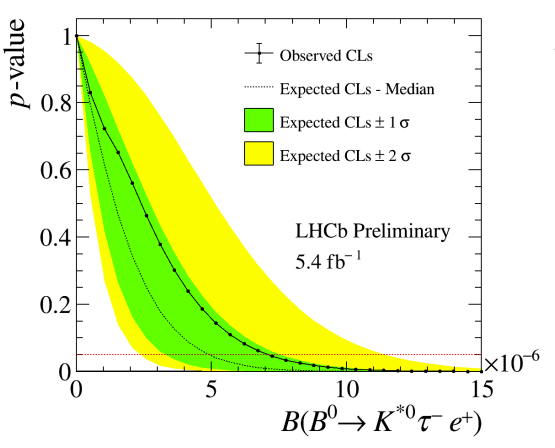 p-value
1
0.8
0.6
0.4
0.2
0
Observed CLs
Expected CLs - Median
Expected CLs ± 1 σ
Expected CLs ± 2 σ
LHCb Preliminary
5.4 fb⁻¹
0 5 10 15
×10⁻⁶
B(B⁰→ K*⁰ τ⁻ e⁺)